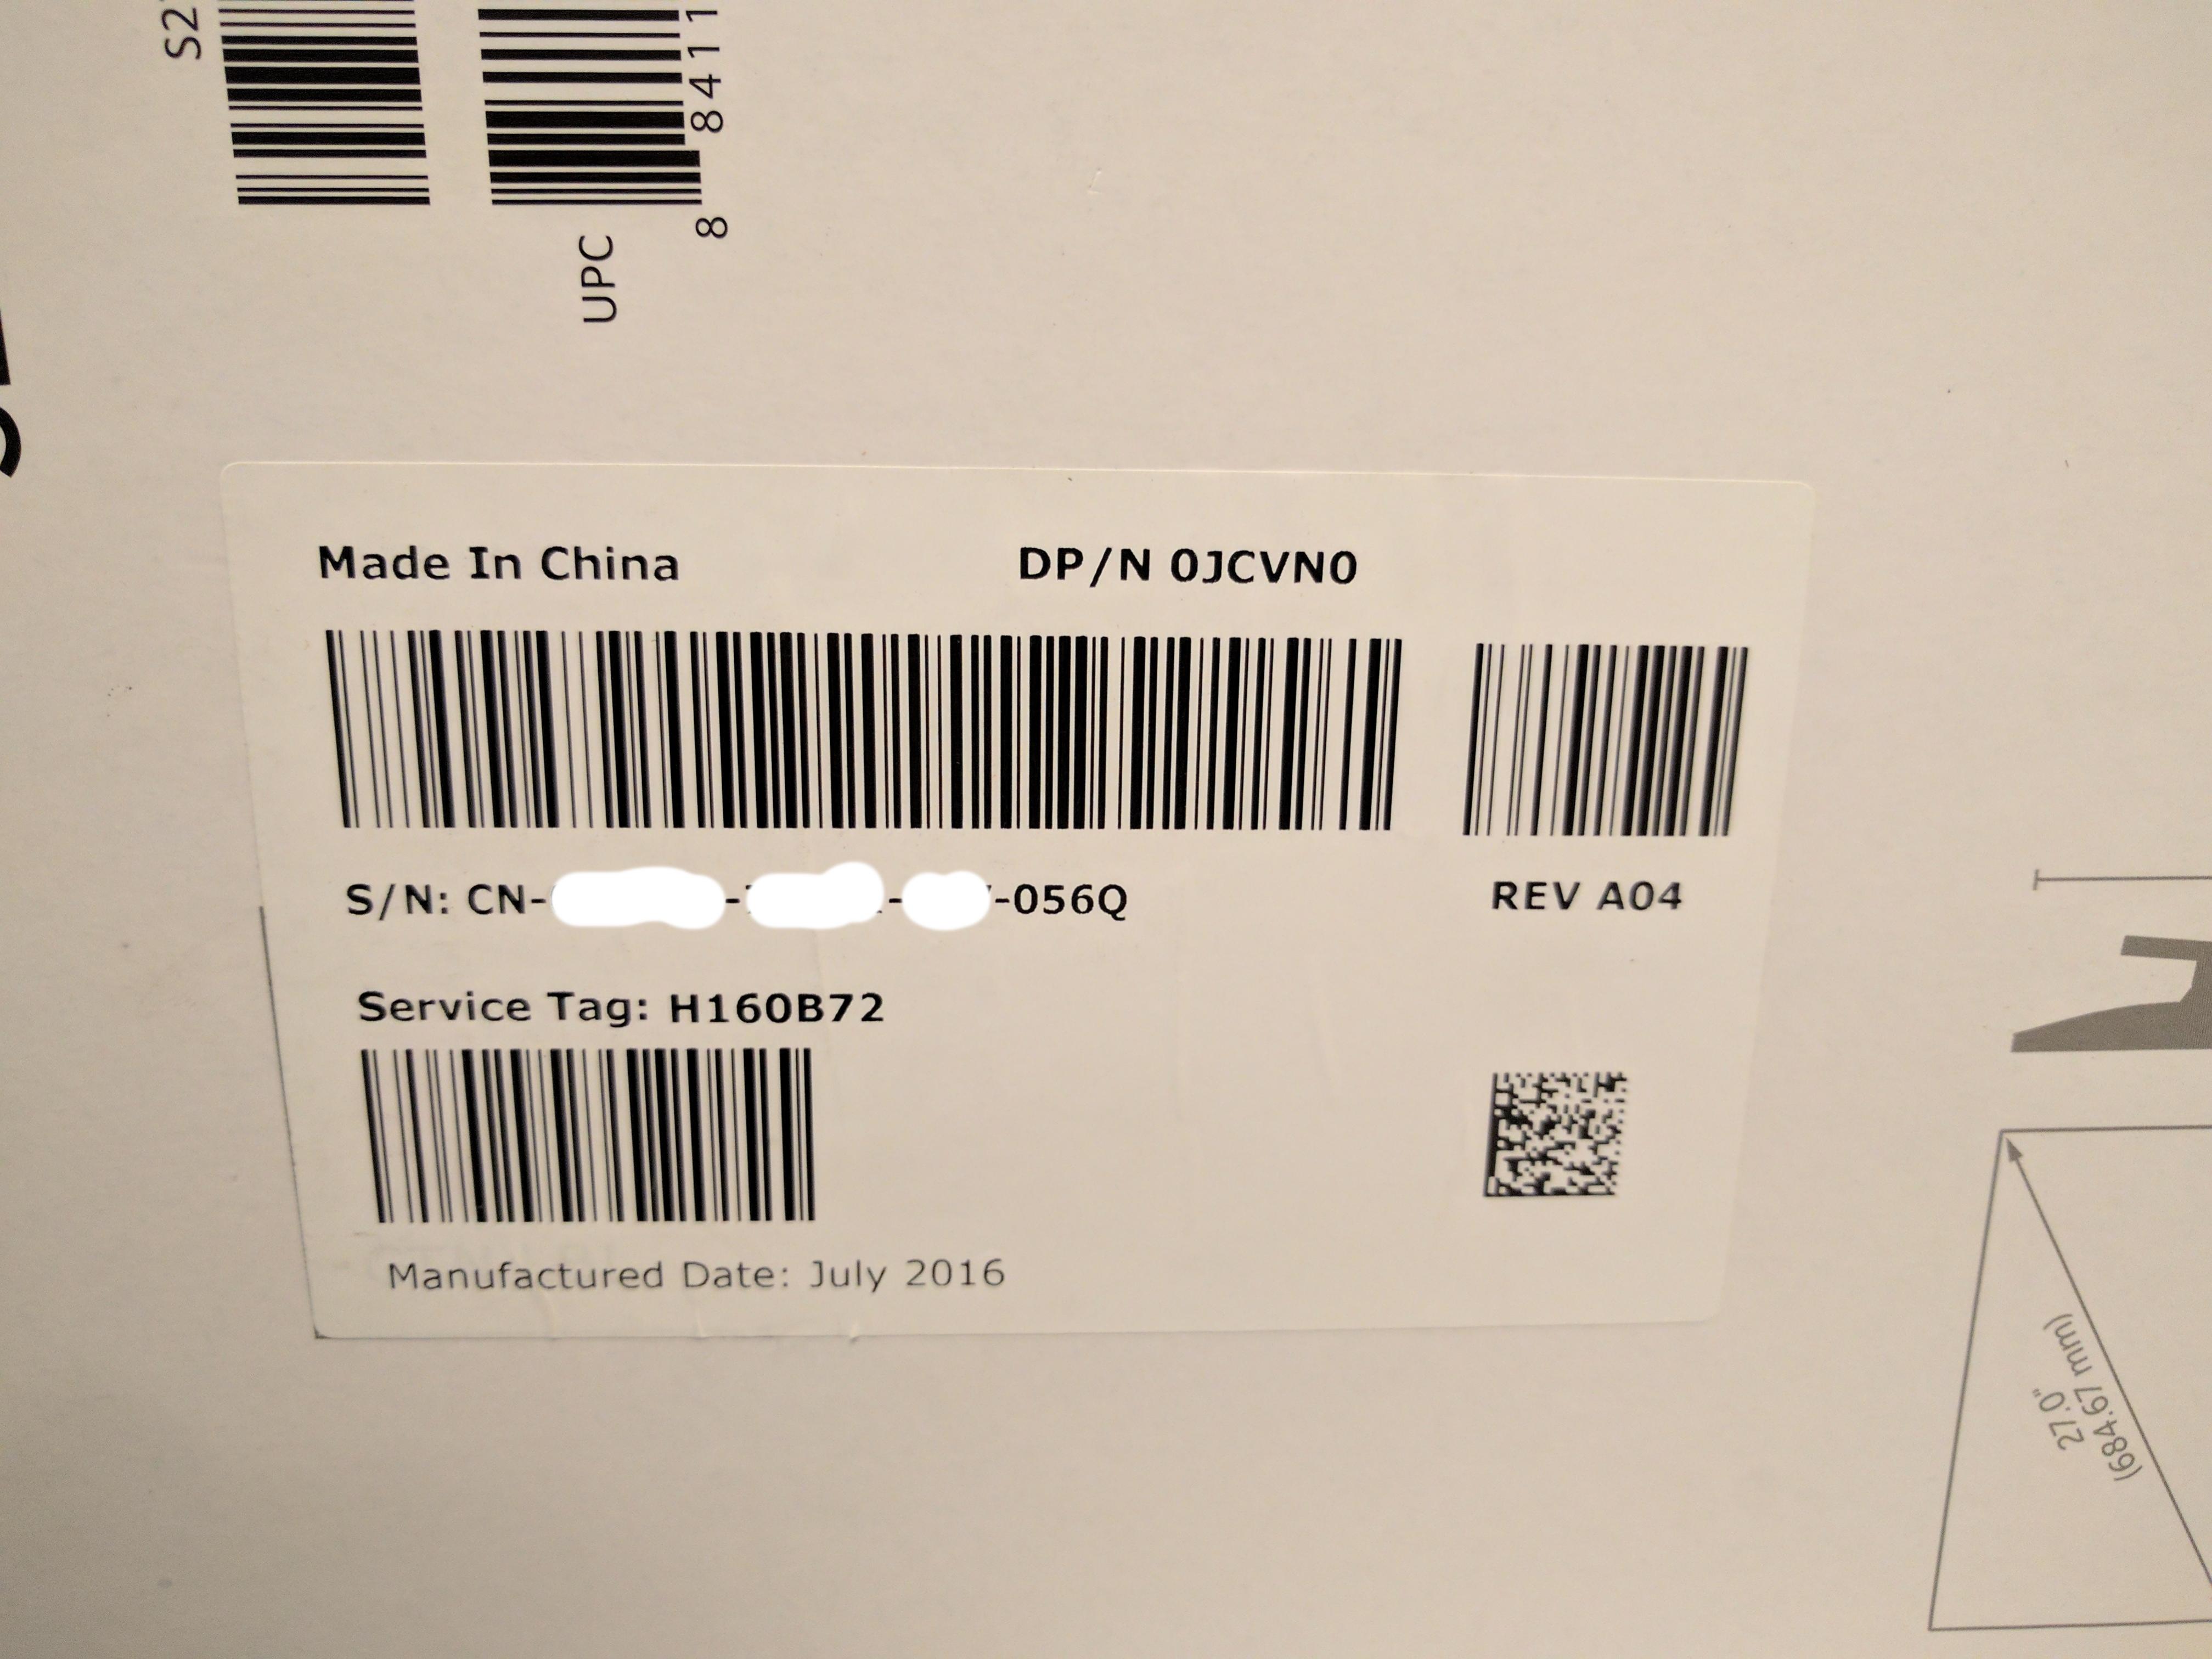 S2
UPC
8 8411
Made In China
DP/N 0JCVN0
S/N: CN- - - -056Q
REV A04
Service Tag: H160B72
Manufactured Date: July 2016
27.0"
(684.67 mm)